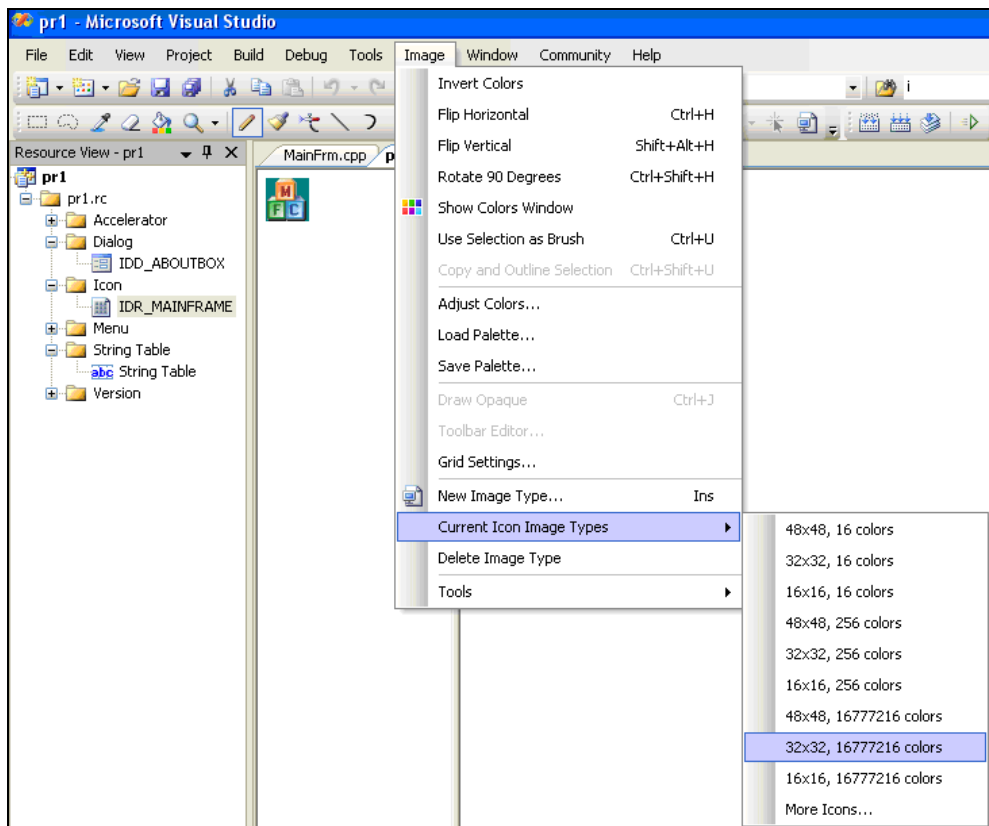 pr1 - Microsoft Visual Studio
File Edit View Project Build Debug Tools Image Window Community Help
i
Resource View - pr1
MainFrm.cpp p
pr1
pr1.rc
Accelerator
Dialog
IDD_ABOUTBOX
Icon
IDR_MAINFRAME
Menu
String Table
abc String Table
Version
M
F C
Invert Colors
Flip Horizontal Ctrl+H
Flip Vertical Shift+Alt+H
Rotate 90 Degrees Ctrl+Shift+H
Show Colors Window
Use Selection as Brush Ctrl+U
Copy and Outline Selection Ctrl+Shift+U
Adjust Colors...
Load Palette...
Save Palette...
Draw Opaque Ctrl+J
Toolbar Editor...
Grid Settings...
New Image Type... Ins
Current Icon Image Types
Delete Image Type
Tools
48x48, 16 colors
32x32, 16 colors
16x16, 16 colors
48x48, 256 colors
32x32, 256 colors
16x16, 256 colors
48x48, 16777216 colors
32x32, 16777216 colors
16x16, 16777216 colors
More Icons...